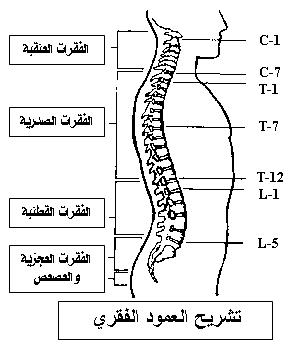 الفقرات العنقية
C-1
C-7
T-1
الفقرات الصدرية
T-7
T-12
L-1
الفقرات القطنية
L-5
الفقرات العجزية
والعصعص
تشريح العمود الفقري